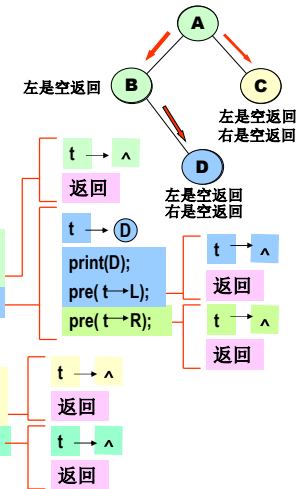 A
B
C
左是空返回
左是空返回
右是空返回
D
左是空返回
右是空返回
t → ^
返回
t → D
print(D);
pre( t→L);
pre( t→R);
t → ^
返回
t → ^
返回
t → ^
返回
t → ^
返回